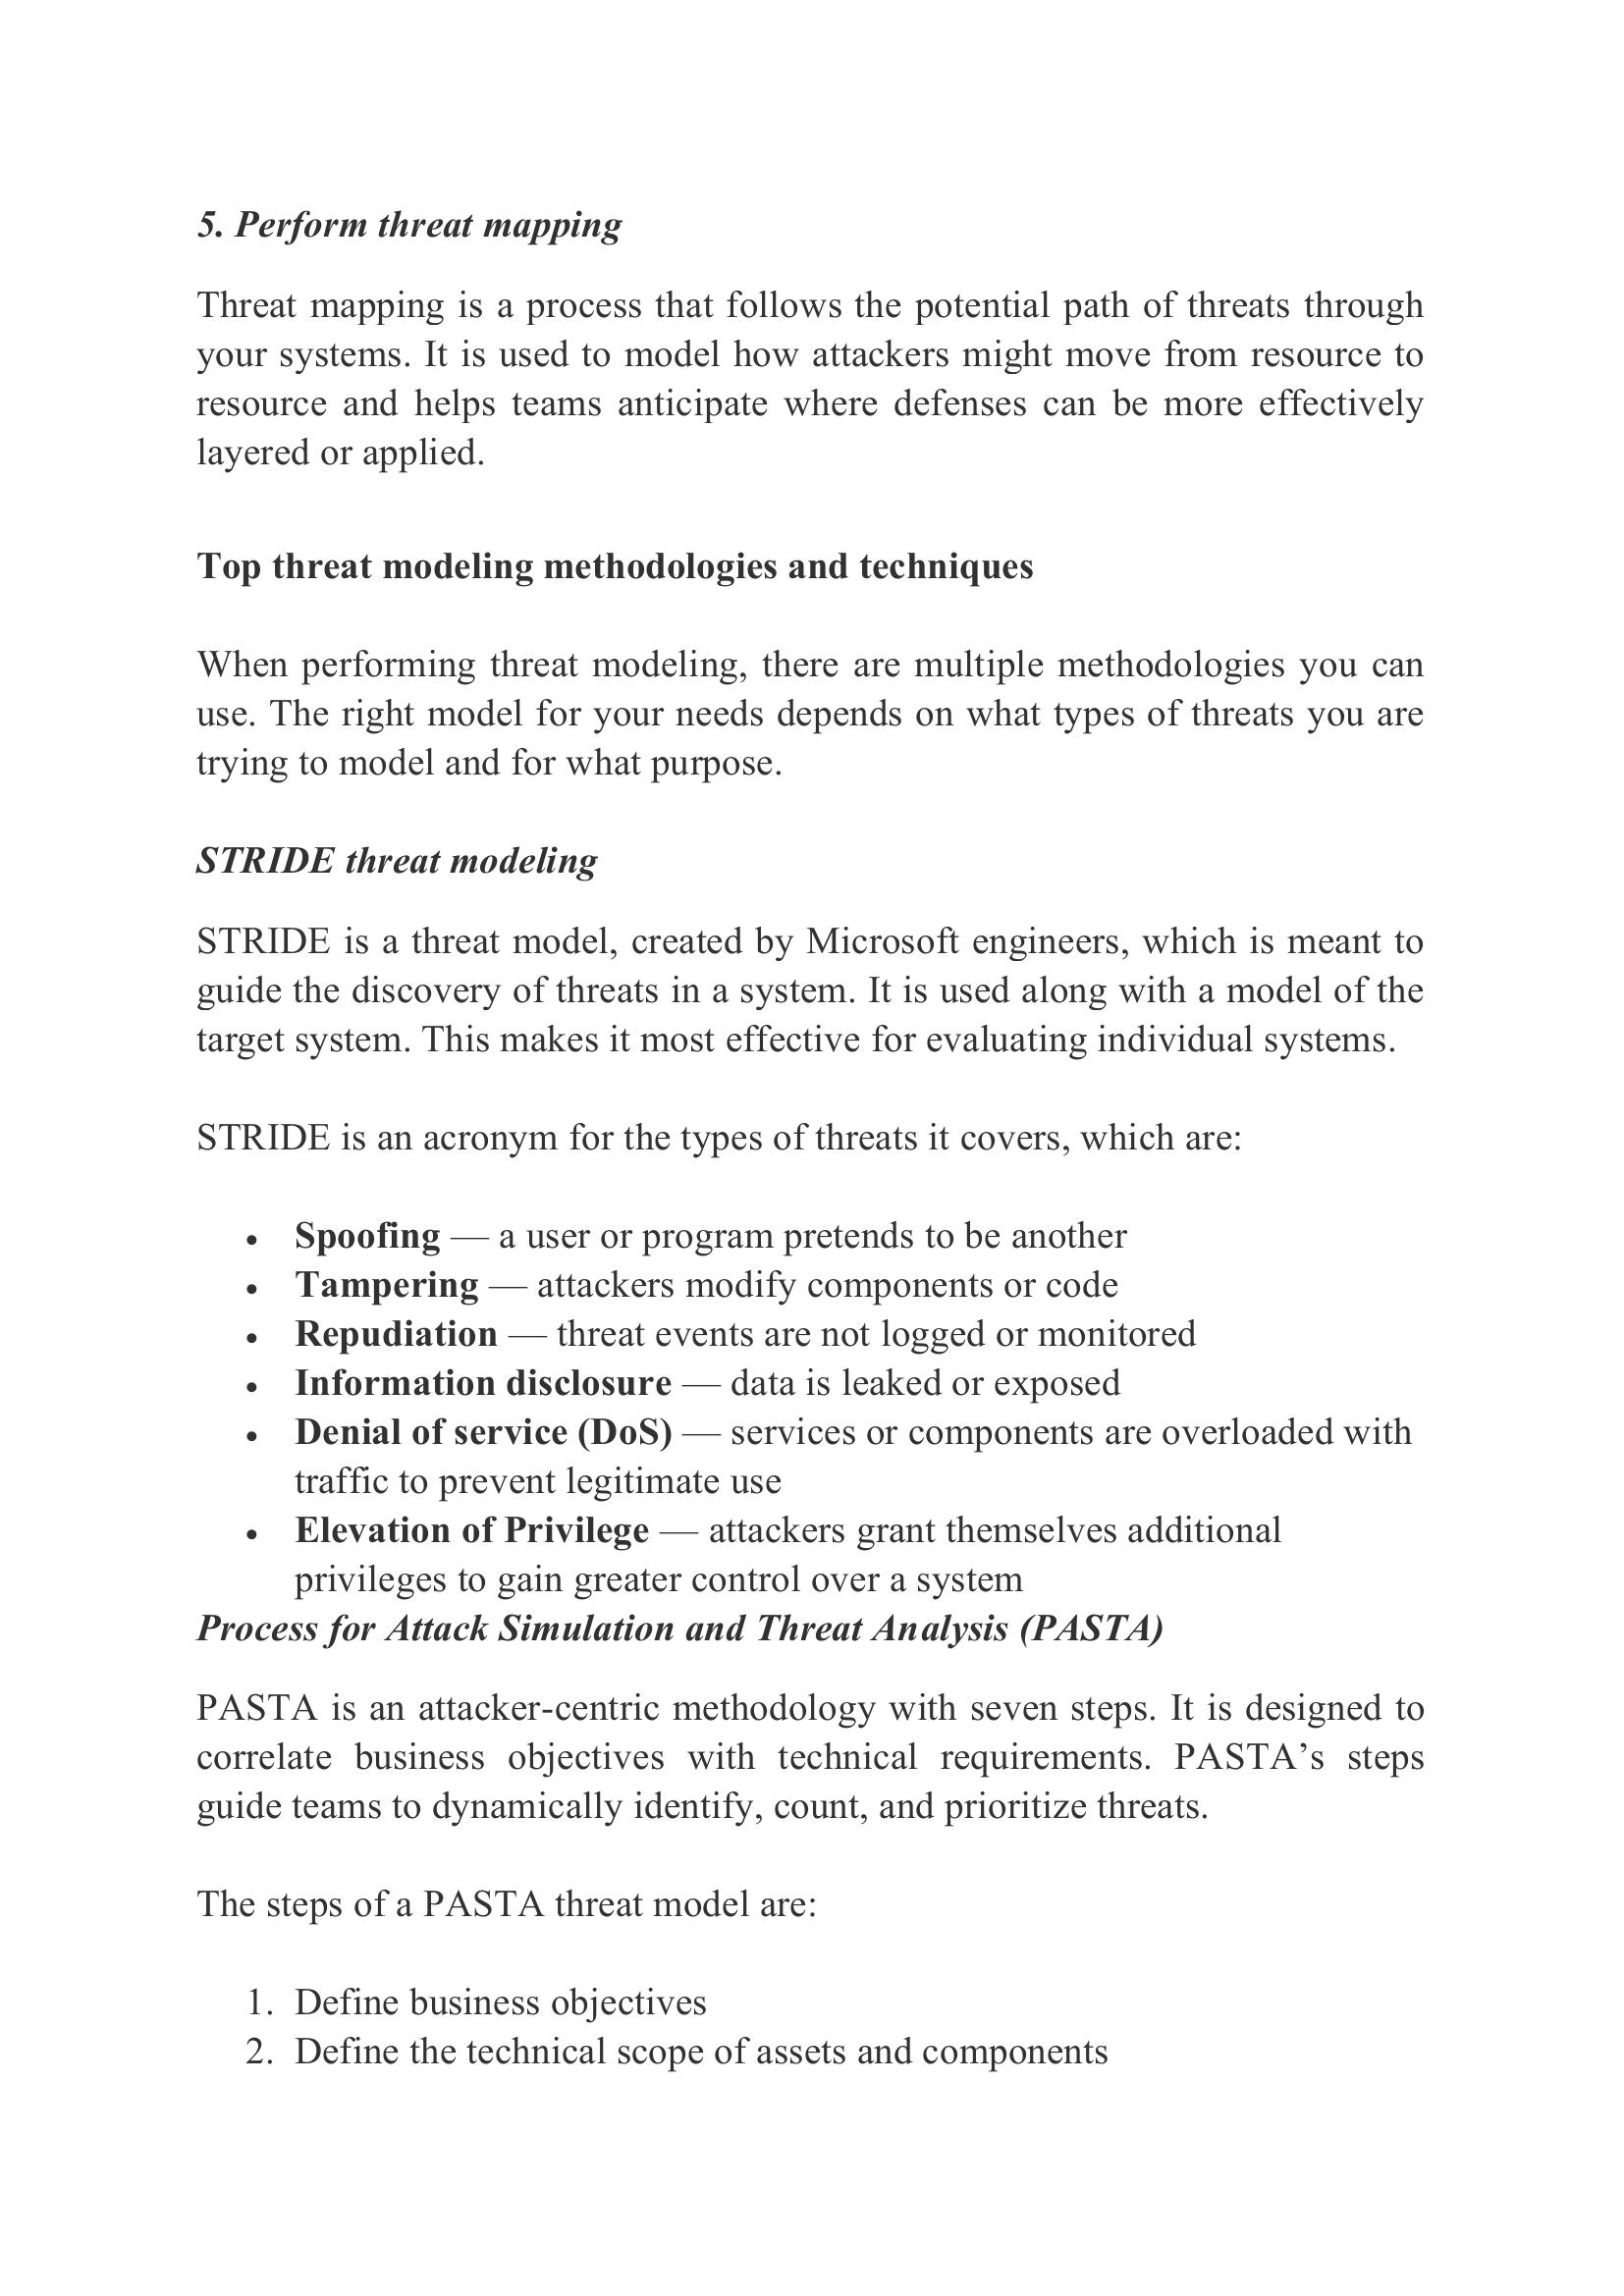 5. Perform threat mapping
Threat mapping is a process that follows the potential path of threats through
your systems. It is used to model how attackers might move from resource to
resource and helps teams anticipate where defenses can be more effectively
layered or applied.
Top threat modeling methodologies and techniques
When performing threat modeling, there are multiple methodologies you can
use. The right model for your needs depends on what types of threats you are
trying to model and for what purpose.
STRIDE threat modeling
STRIDE is a threat model, created by Microsoft engineers, which is meant to
guide the discovery of threats in a system. It is used along with a model of the
target system. This makes it most effective for evaluating individual systems.
STRIDE is an acronym for the types of threats it covers, which are:
• Spoofing — a user or program pretends to be another
• Tampering — attackers modify components or code
• Repudiation — threat events are not logged or monitored
• Information disclosure — data is leaked or exposed
• Denial of service (DoS) — services or components are overloaded with
traffic to prevent legitimate use
• Elevation of Privilege — attackers grant themselves additional
privileges to gain greater control over a system
Process for Attack Simulation and Threat Analysis (PASTA)
PASTA is an attacker-centric methodology with seven steps. It is designed to
correlate business objectives with technical requirements. PASTA’s steps
guide teams to dynamically identify, count, and prioritize threats.
The steps of a PASTA threat model are:
1. Define business objectives
2. Define the technical scope of assets and components